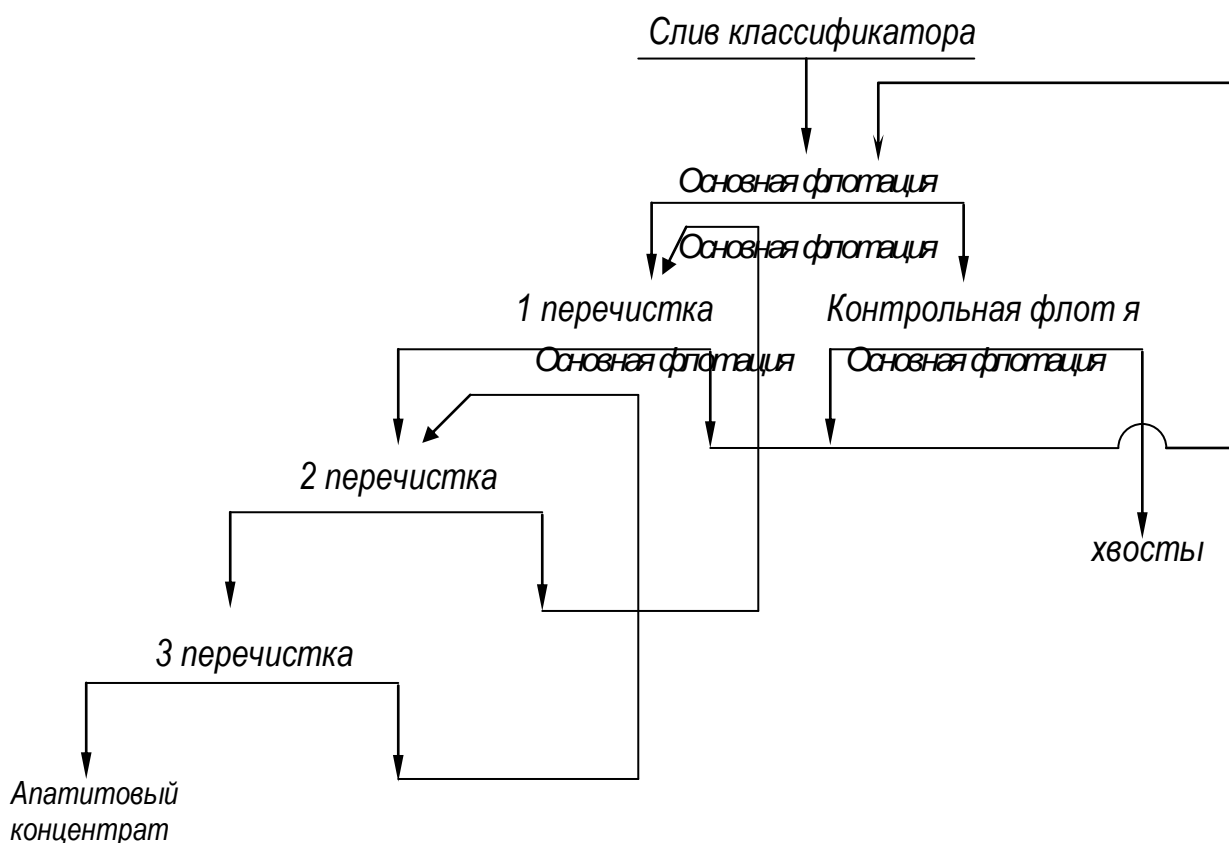 Слив классификатора
Основная флотация
Основная флотация
1 перечистка
Контрольная флот я
Основная флотация
Основная флотация
2 перечистка
хвосты
3 перечистка
Апатитовый
концентрат